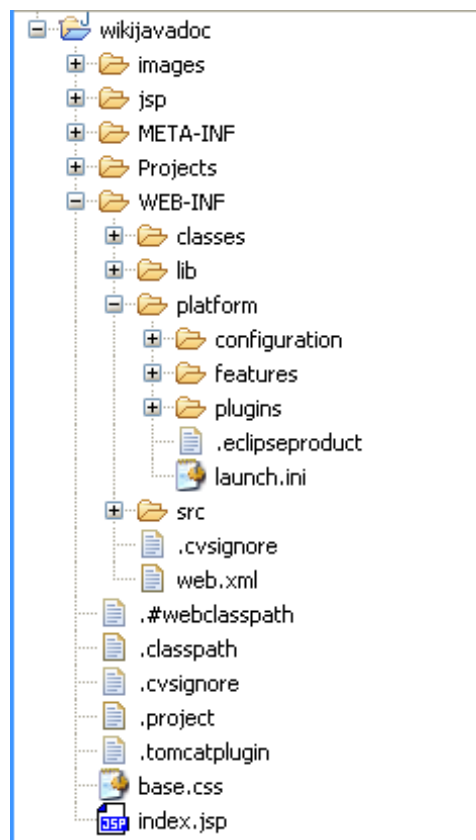 wikijavadoc
images
jsp
META-INF
Projects
WEB-INF
classes
lib
platform
configuration
features
plugins
.eclipseproduct
launch.ini
src
.cvsignore
web.xml
.#webclasspath
.classpath
.cvsignore
.project
.tomcatplugin
base.css
JSP index.jsp